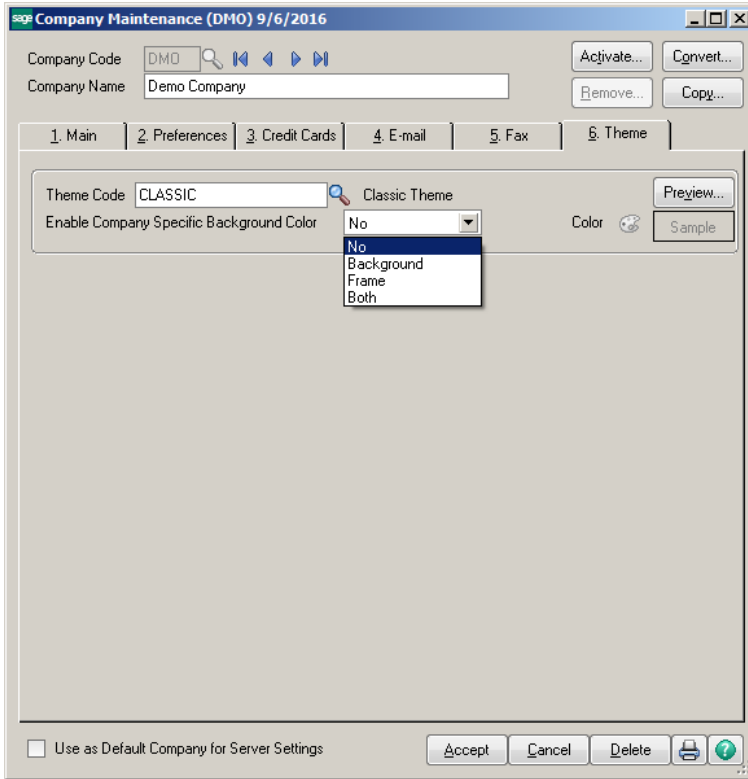 sage Company Maintenance (DMO) 9/6/2016
Company Code DMO Activate... Convert...
Company Name Demo Company Remove... Copy...
1. Main 2. Preferences 3. Credit Cards 4. E-mail 5. Fax 6. Theme
Theme Code CLASSIC Classic Theme Preview...
Enable Company Specific Background Color No Color Sample
No
Background
Frame
Both
Use as Default Company for Server Settings Accept Cancel Delete